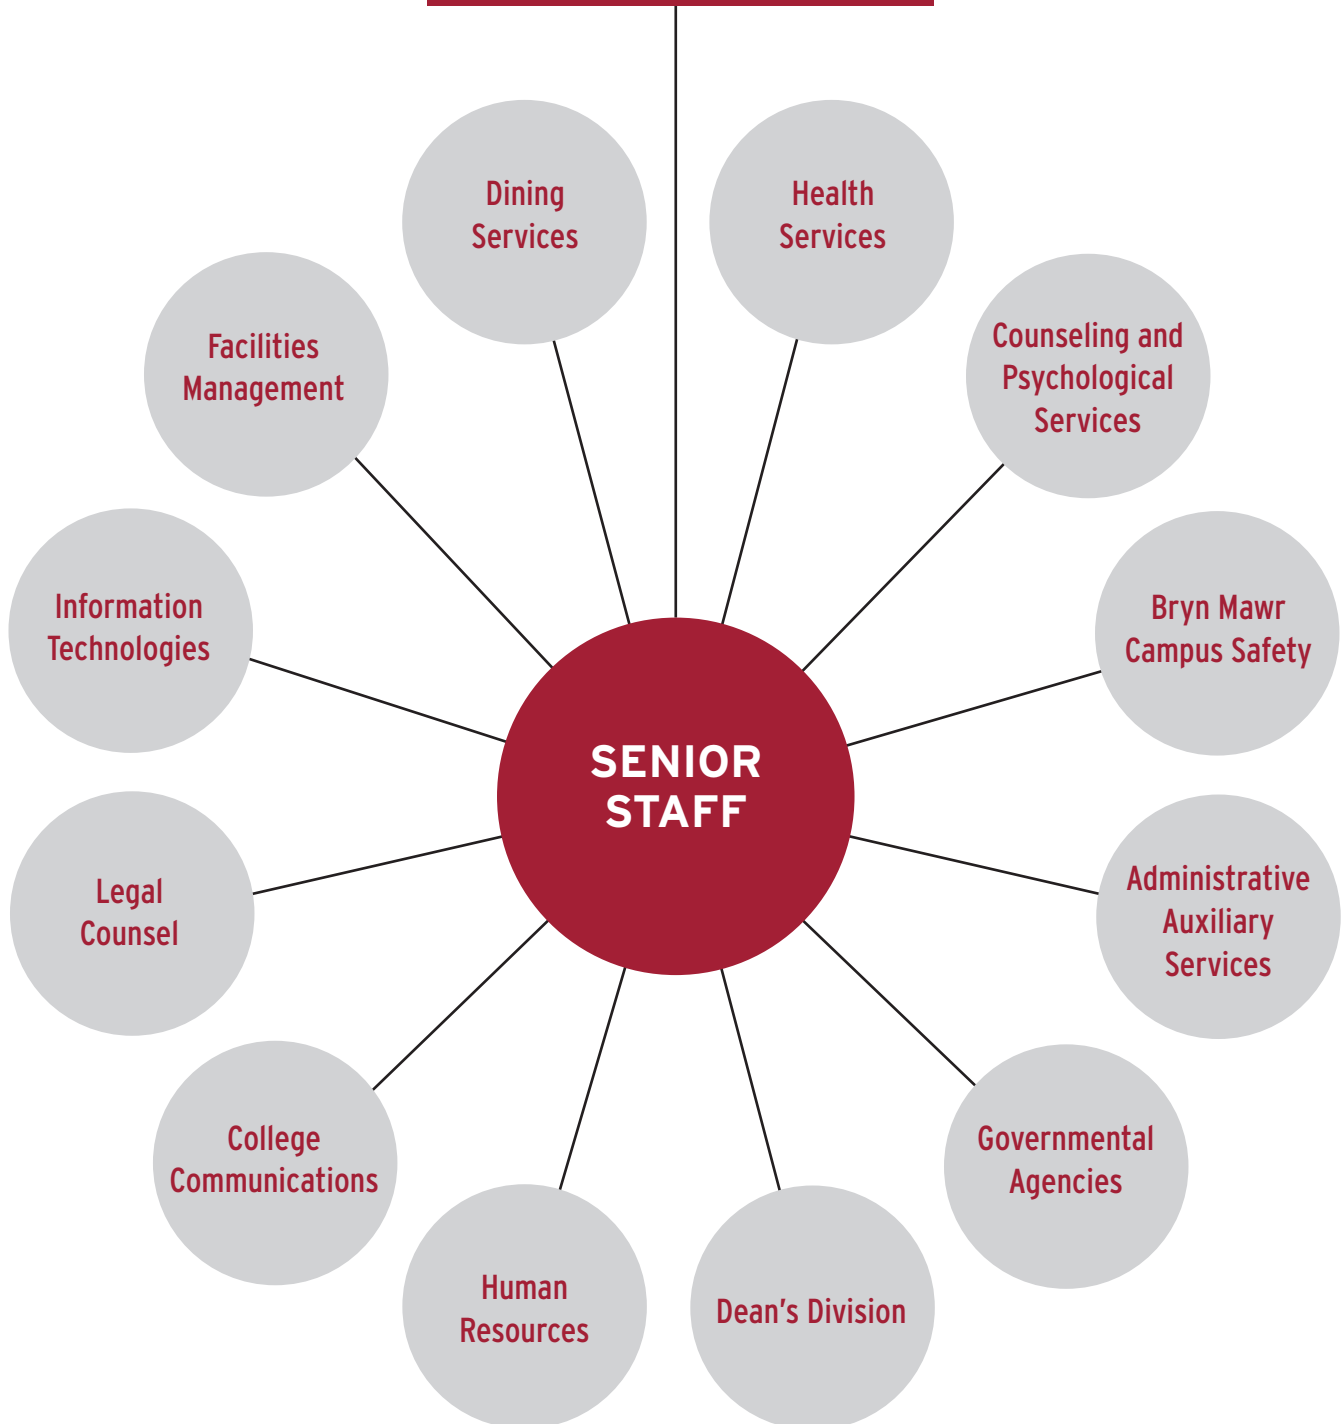 Dining
Services
Health
Services
Facilities
Management
Counseling and
Psychological
Services
Information
Technologies
Bryn Mawr
Campus Safety
SENIOR
STAFF
Legal
Counsel
Administrative
Auxiliary
Services
College
Communications
Governmental
Agencies
Human
Resources
Dean's Division